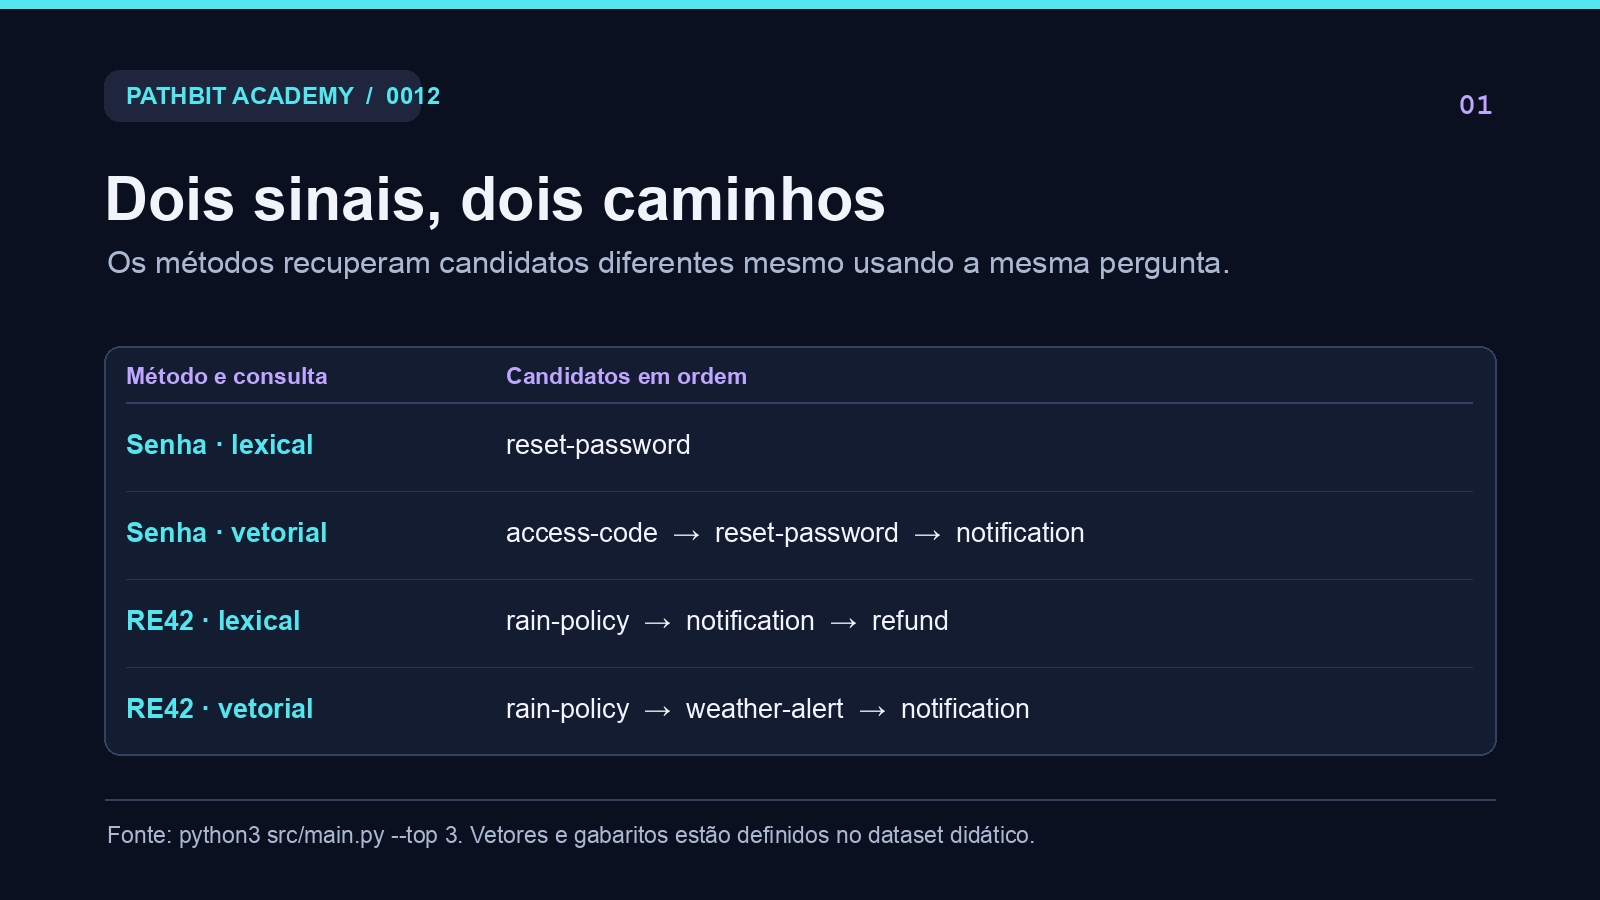 PATHBIT ACADEMY / 0012
01
Dois sinais, dois caminhos
Os métodos recuperam candidatos diferentes mesmo usando a mesma pergunta.
Método e consulta Candidatos em ordem
Senha · lexical reset-password
Senha · vetorial access-code → reset-password → notification
RE42 · lexical rain-policy → notification → refund
RE42 · vetorial rain-policy → weather-alert → notification
Fonte: python3 src/main.py --top 3. Vetores e gabaritos estão definidos no dataset didático.